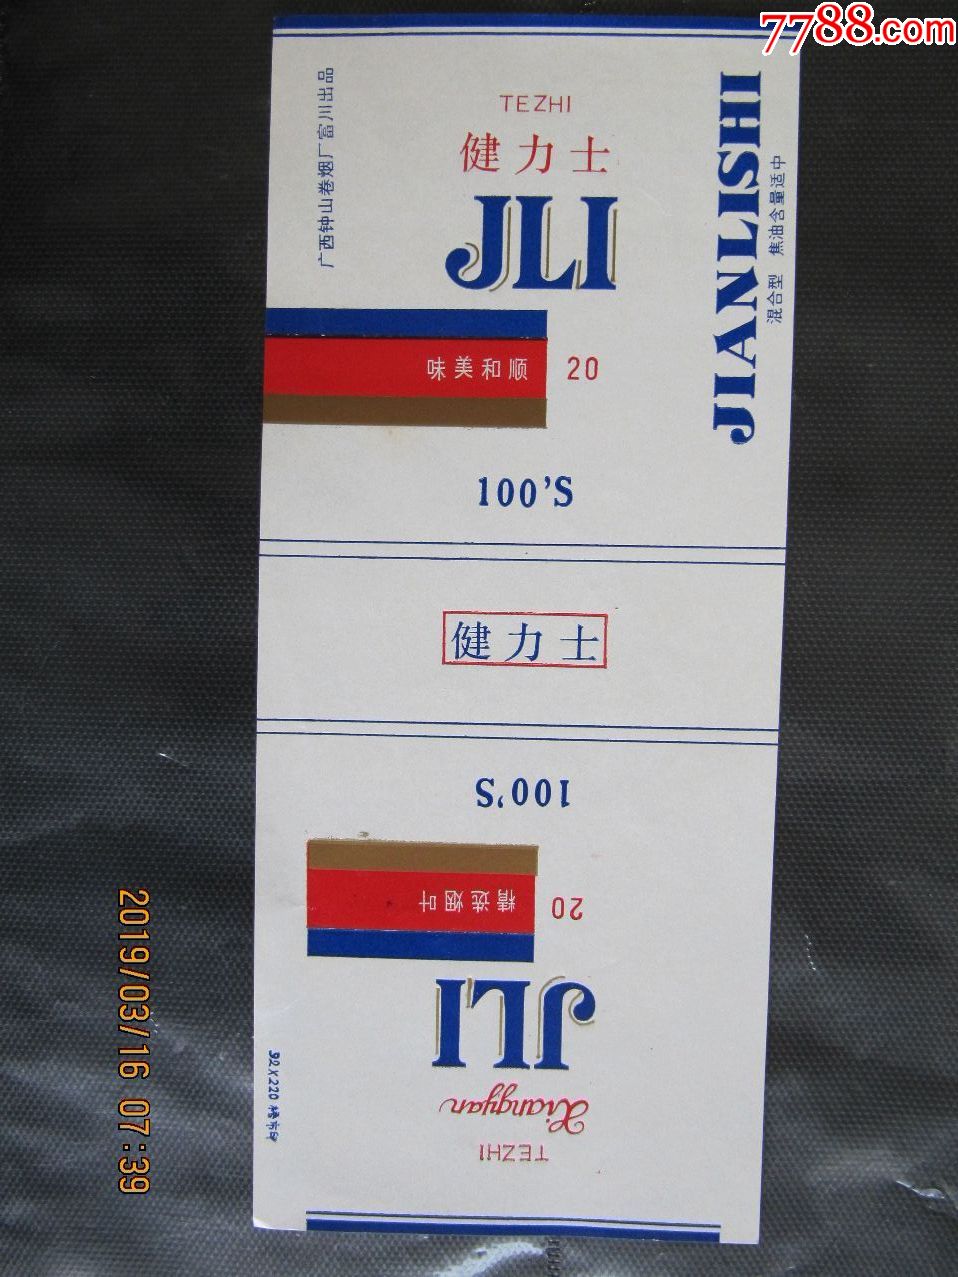 7788.com
TEZHI
健力士
JLI
味美和顺
20
100'S
广西钟山卷烟厂富川出品
JIANLISHI
混合型 焦油含量适中
健力士
100'S
精选烟叶
20
JLI
Xiangyan
TEZHI
92×220
2019/03/16 07:39